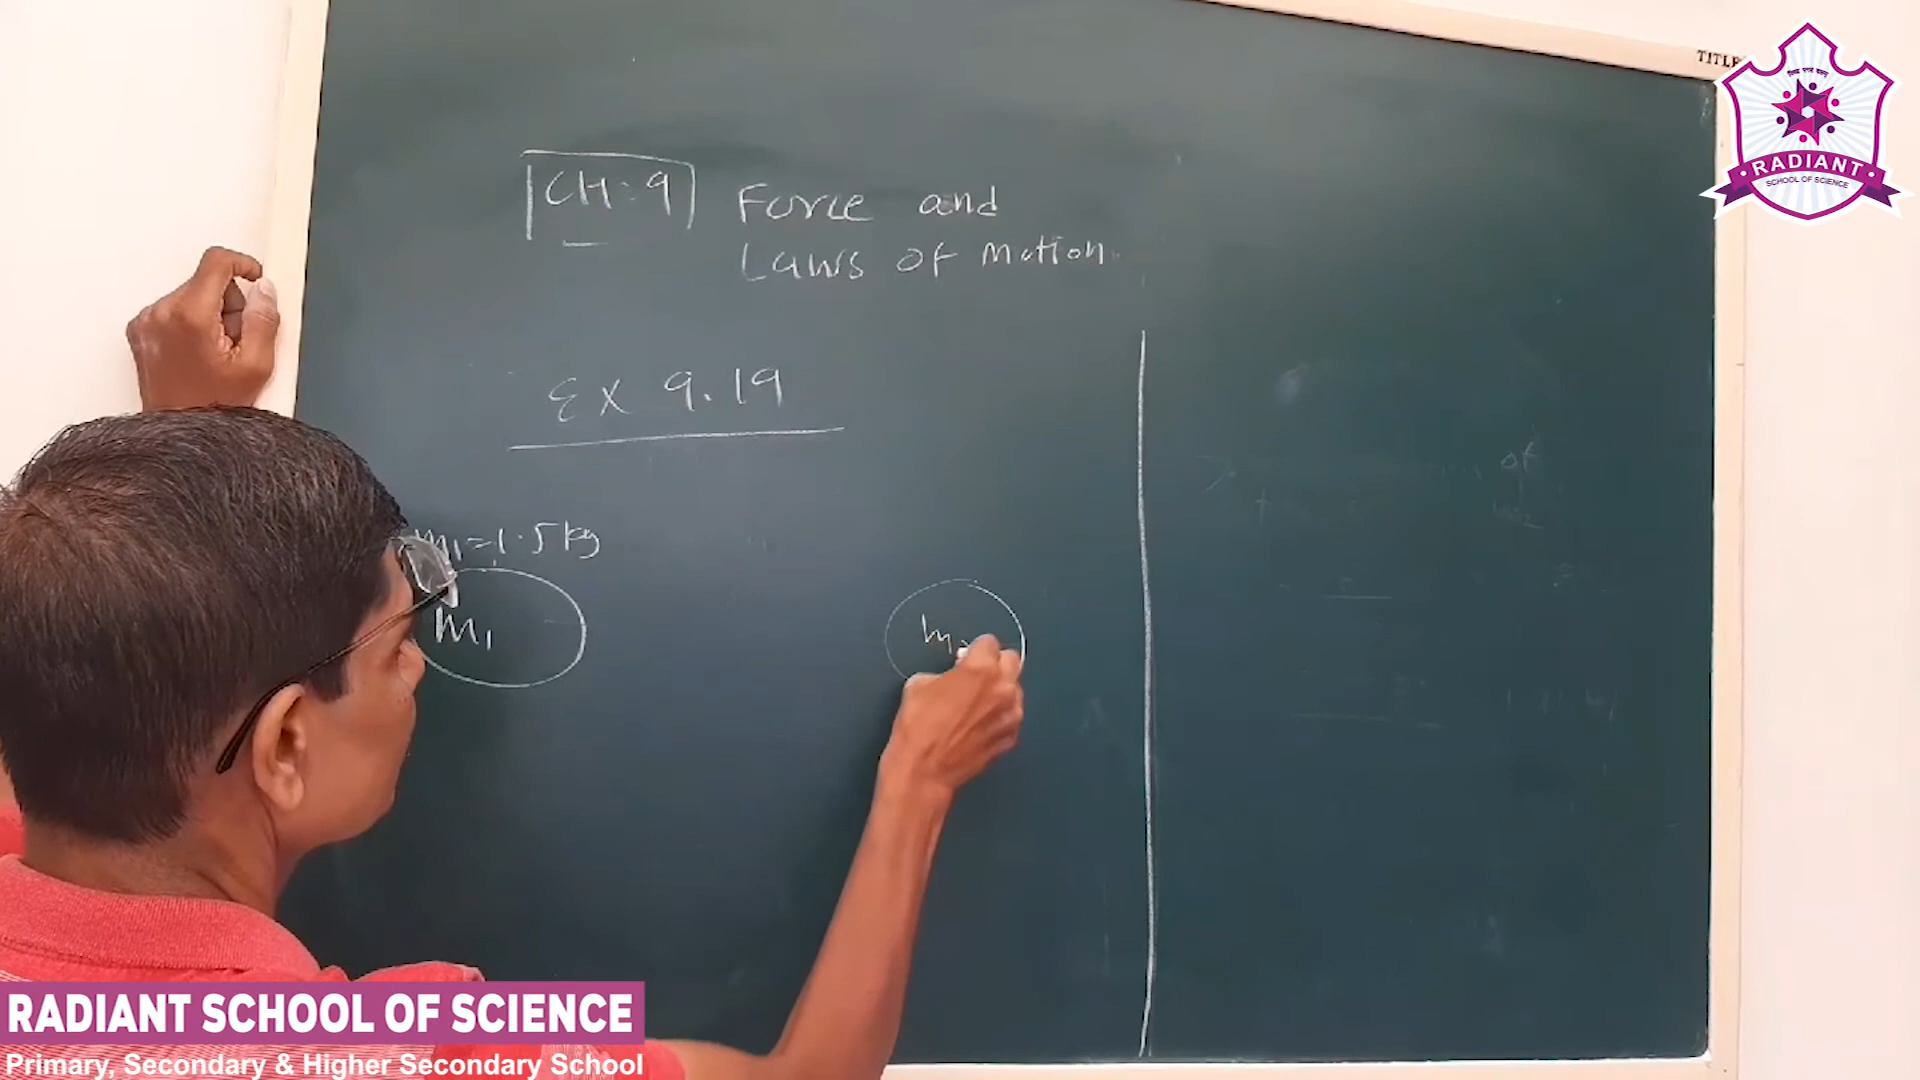 TITLE
RADIANT
SCHOOL OF SCIENCE
CH:9 Force and
Laws of Motion
Ex 9.19
m1=1.5kg
M1
of
RADIANT SCHOOL OF SCIENCE
Primary, Secondary & Higher Secondary School